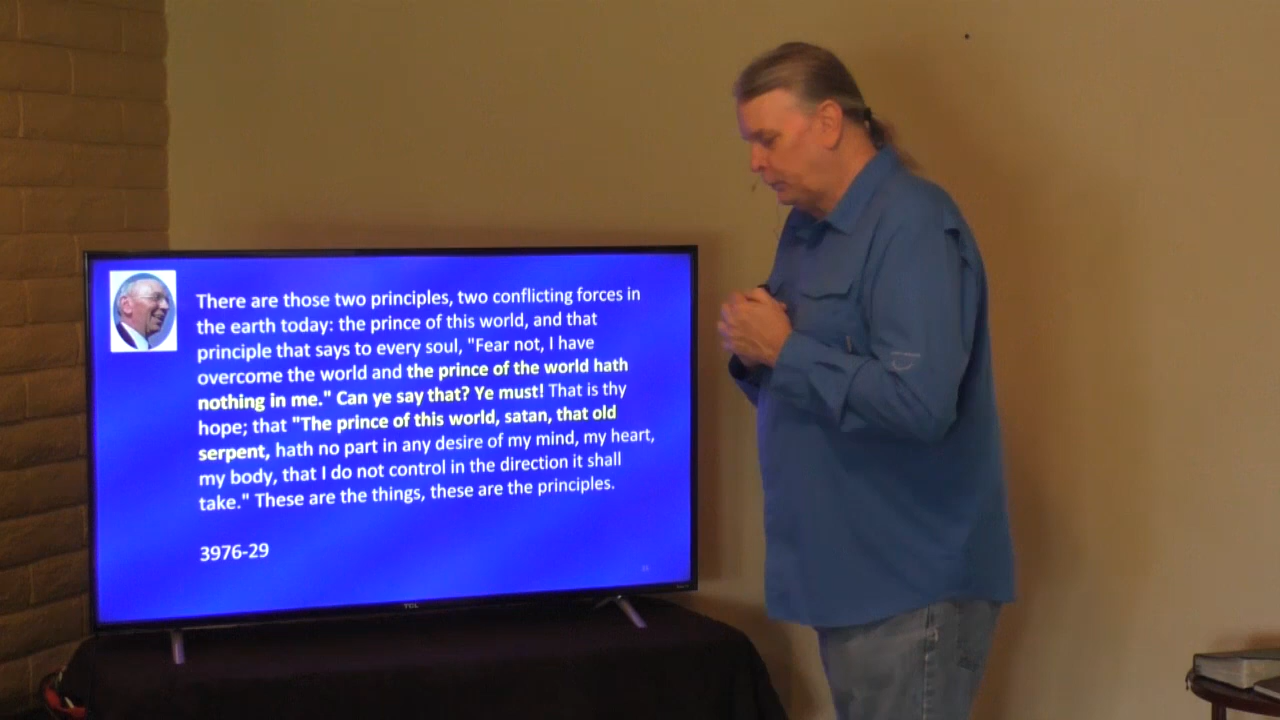 There are those two principles, two conflicting forces in
the earth today: the prince of this world, and that
principle that says to every soul, "Fear not, I have
overcome the world and the prince of the world hath
nothing in me." Can ye say that? Ye must! That is thy
hope; that "The prince of this world, satan, that old
serpent, hath no part in any desire of my mind, my heart,
my body, that I do not control in the direction it shall
take." These are the things, these are the principles.
3976-29
TCL